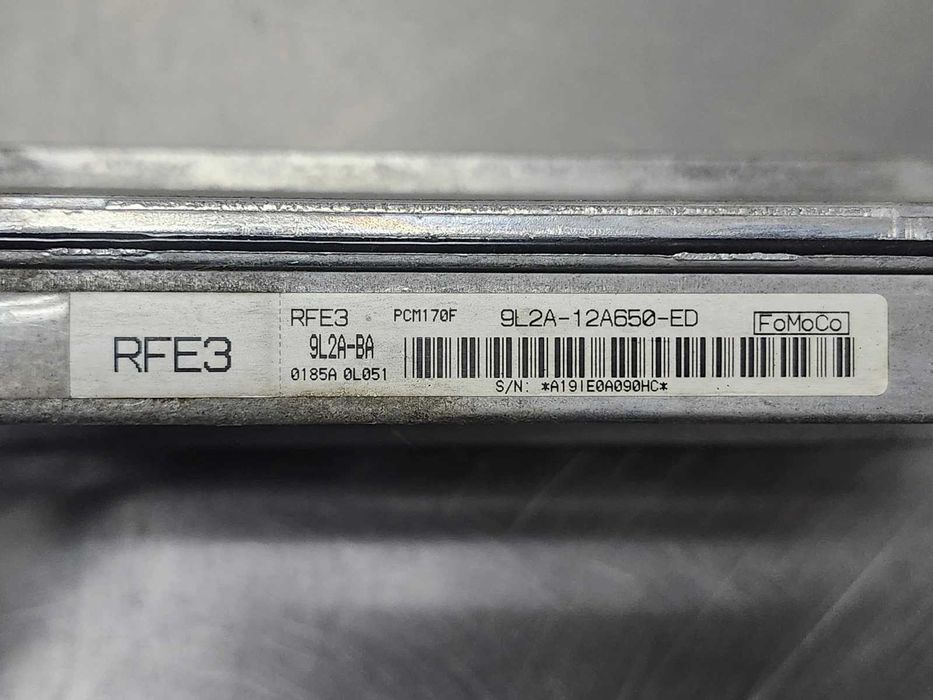 RFE3
RFE3 PCM170F 9L2A-12A650-ED FoMoCo
9L2A-BA
0185A 0L051
S/N: *A19IE0A090HC*